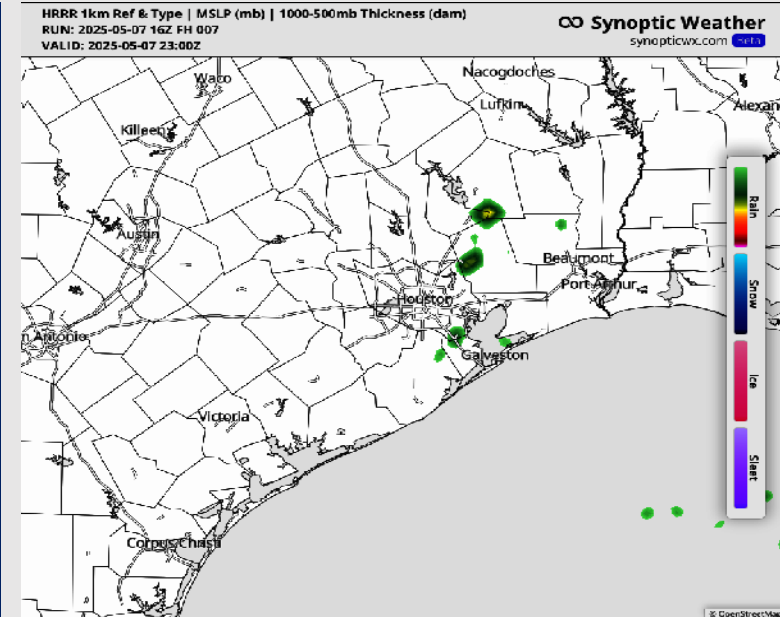 HRRR 1km Ref & Type | MSLP (mb) | 1000-500mb Thickness (dam)
RUN: 2025-05-07 16Z FH 007
VALID: 2025-05-07 23:00Z
Synoptic Weather
synopticwx.com Beta
Nacogdoches
Waco
Lufkin
Alexan
Killeen
Rain
Austin
Beaumont
Port Arthur
Snow
Houston
n Antonio
Galveston
Ice
Victoria
Sleet
Corpus Christi
© OpenStreetMap